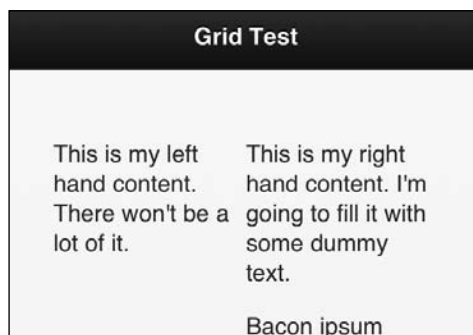 Grid Test
This is my left
hand content.
There won't be a
lot of it.
This is my right
hand content. I'm
going to fill it with
some dummy
text.
Bacon ipsum